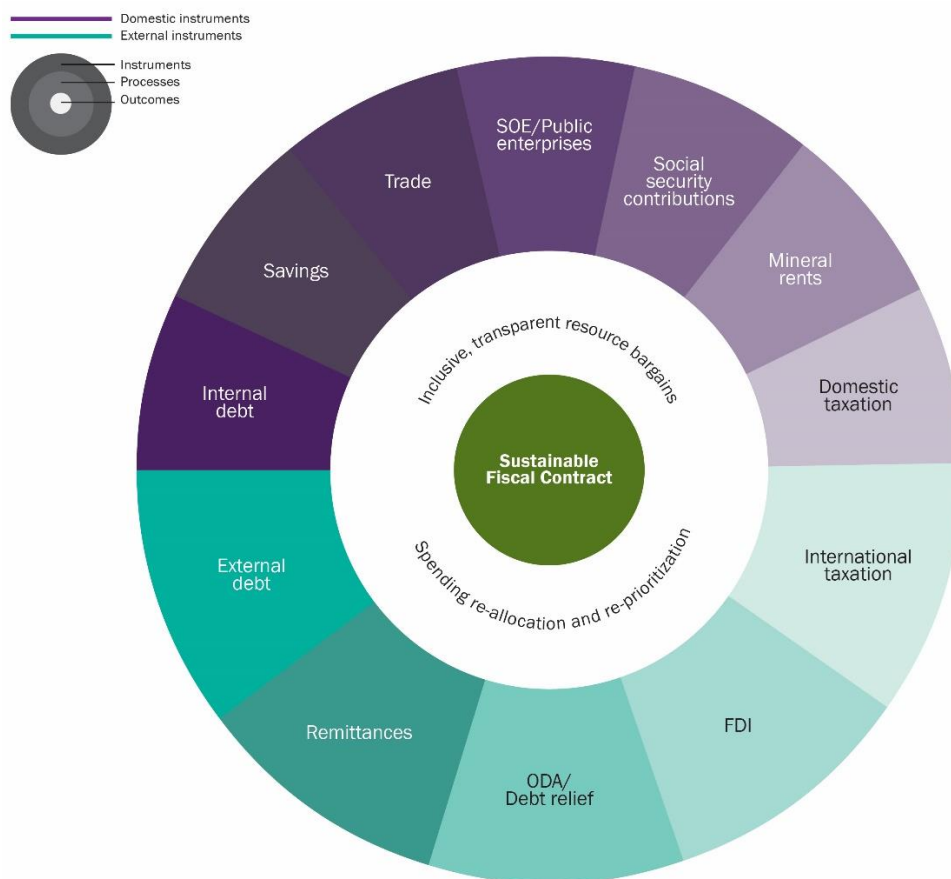 Domestic instruments
External instruments
Instruments
Processes
Outcomes
SOE/Public
enterprises
Social
security
contributions
Mineral
rents
Domestic
taxation
International
taxation
FDI
ODA/
Debt relief
Remittances
External
debt
Internal
debt
Savings
Trade
Inclusive, transparent resource bargains
Sustainable
Fiscal Contract
Spending re-allocation and re-prioritization